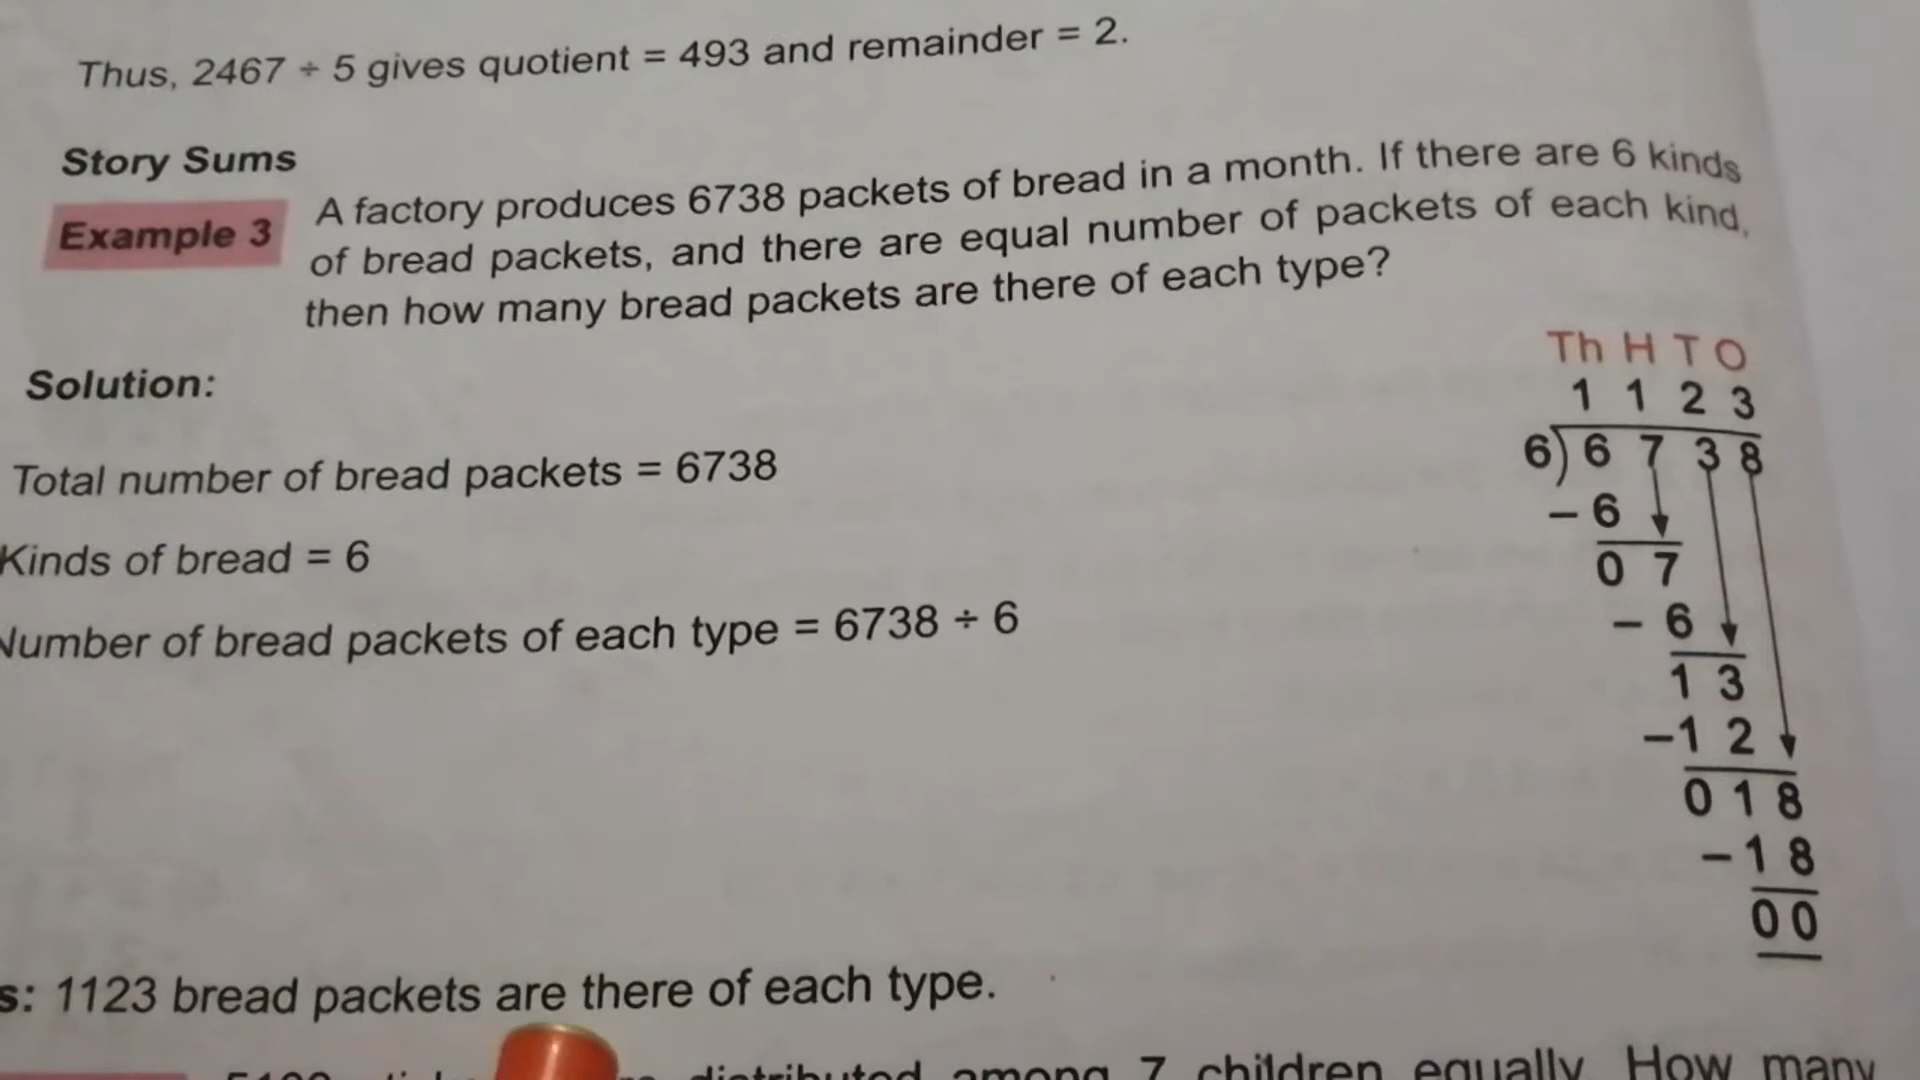 Thus, 2467 ÷ 5 gives quotient = 493 and remainder = 2.
Story Sums
Example 3 A factory produces 6738 packets of bread in a month. If there are 6 kinds
of bread packets, and there are equal number of packets of each kind,
then how many bread packets are there of each type?
Solution:
Total number of bread packets = 6738
Kinds of bread = 6
Number of bread packets of each type = 6738 ÷ 6
Th H T O
1 1 2 3
6) 6 7 3 8
– 6
0 7
– 6
1 3
–1 2
0 1 8
– 1 8
0 0
s: 1123 bread packets are there of each type.
distributed among 7 children equally. How many